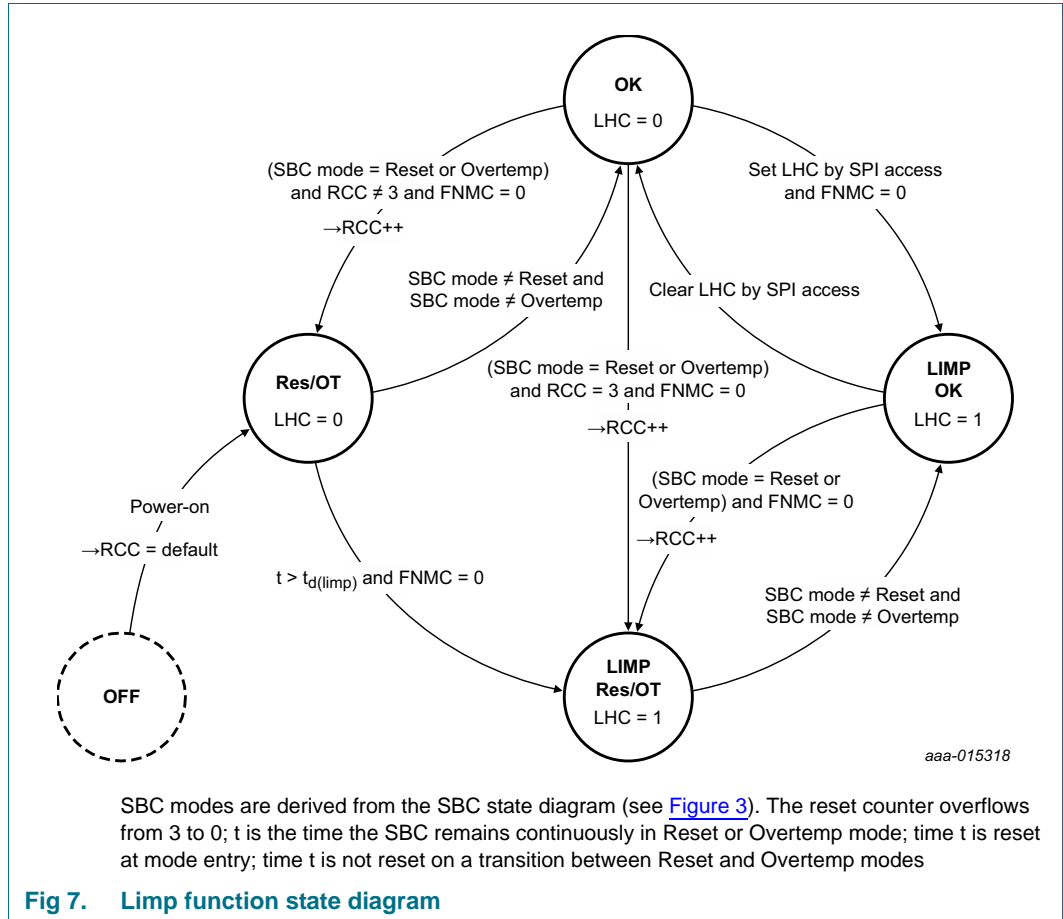 OK
LHC = 0
(SBC mode = Reset or Overtemp)
and RCC ≠ 3 and FNMC = 0
→RCC++
Set LHC by SPI access
and FNMC = 0
SBC mode ≠ Reset and
SBC mode ≠ Overtemp
Clear LHC by SPI access
Res/OT
LHC = 0
(SBC mode = Reset or Overtemp)
and RCC = 3 and FNMC = 0
→RCC++
LIMP
OK
LHC = 1
Power-on
→RCC = default
(SBC mode = Reset or
Overtemp) and FNMC = 0
→RCC++
t > td(limp) and FNMC = 0
SBC mode ≠ Reset and
SBC mode ≠ Overtemp
OFF
LIMP
Res/OT
LHC = 1
aaa-015318
SBC modes are derived from the SBC state diagram (see Figure 3). The reset counter overflows
from 3 to 0; t is the time the SBC remains continuously in Reset or Overtemp mode; time t is reset
at mode entry; time t is not reset on a transition between Reset and Overtemp modes
Fig 7. Limp function state diagram